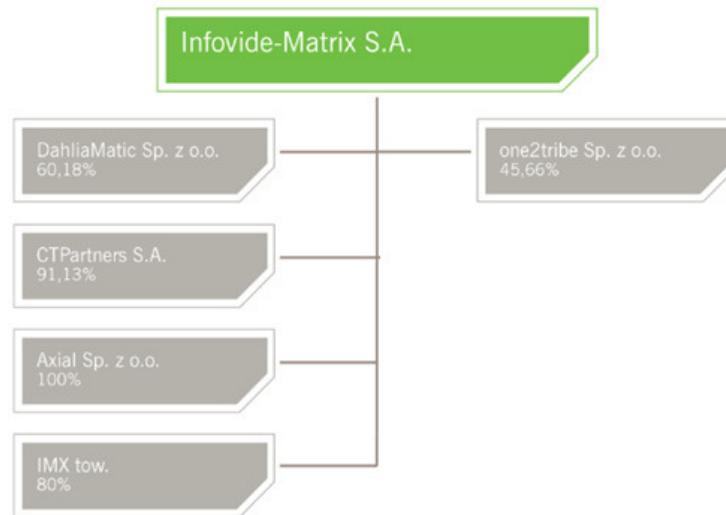 Infovide-Matrix S.A.
DahliaMatic Sp. z o.o.
60,18%
one2tribe Sp. z o.o.
45,66%
CTPartners S.A.
91,13%
Axial Sp. z o.o.
100%
IMX tow.
80%